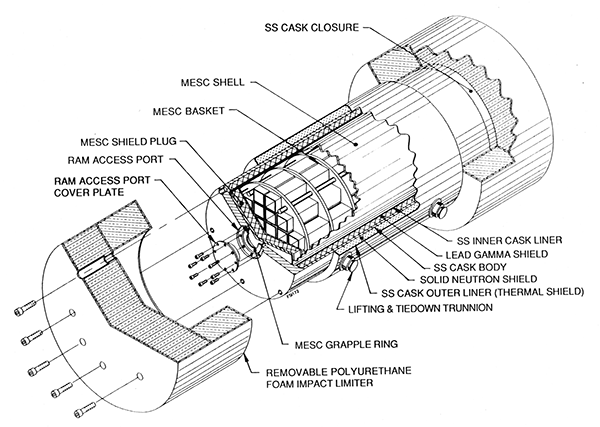 SS CASK CLOSURE
MESC SHELL
MESC BASKET
MESC SHIELD PLUG
RAM ACCESS PORT
RAM ACCESS PORT
COVER PLATE
SS INNER CASK LINER
LEAD GAMMA SHIELD
SS CASK BODY
SOLID NEUTRON SHIELD
SS CASK OUTER LINER (THERMAL SHIELD)
LIFTING & TIEDOWN TRUNNION
MESC GRAPPLE RING
REMOVABLE POLYURETHANE
FOAM IMPACT LIMITER